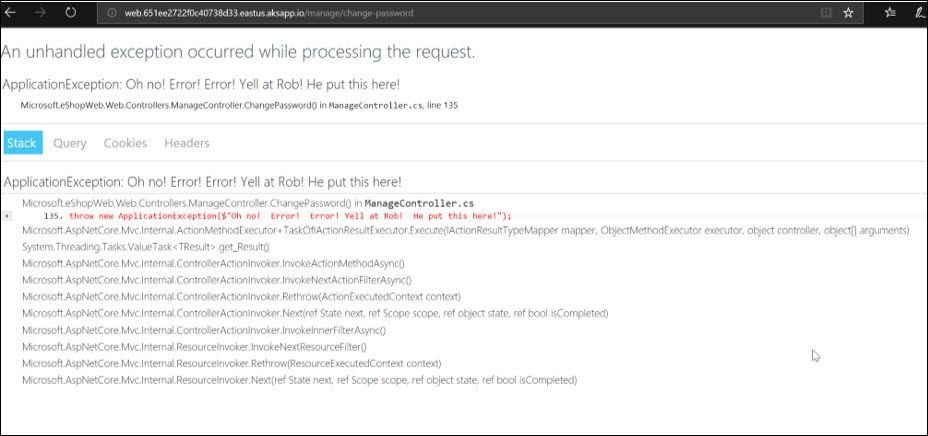 web.651ee2722f0c40738d33.eastus.aksapp.io/manage/change-password
An unhandled exception occurred while processing the request.
ApplicationException: Oh no! Error! Error! Yell at Rob! He put this here!
Microsoft.eShopWeb.Web.Controllers.ManageController.ChangePassword() in ManageController.cs, line 135
Stack Query Cookies Headers
ApplicationException: Oh no! Error! Error! Yell at Rob! He put this here!
Microsoft.eShopWeb.Web.Controllers.ManageController.ChangePassword() in ManageController.cs
135. throw new ApplicationException($"Oh no!  Error!  Error! Yell at Rob!  He put this here!");
Microsoft.AspNetCore.Mvc.Internal.ActionMethodExecutor+TaskOfIActionResultExecutor.Execute(IActionResultTypeMapper mapper, ObjectMethodExecutor executor, object controller, object[] arguments)
System.Threading.Tasks.ValueTask<TResult>.get_Result()
Microsoft.AspNetCore.Mvc.Internal.ControllerActionInvoker.InvokeActionMethodAsync()
Microsoft.AspNetCore.Mvc.Internal.ControllerActionInvoker.InvokeNextActionFilterAsync()
Microsoft.AspNetCore.Mvc.Internal.ControllerActionInvoker.Rethrow(ActionExecutedContext context)
Microsoft.AspNetCore.Mvc.Internal.ControllerActionInvoker.Next(ref State next, ref Scope scope, ref object state, ref bool isCompleted)
Microsoft.AspNetCore.Mvc.Internal.ControllerActionInvoker.InvokeInnerFilterAsync()
Microsoft.AspNetCore.Mvc.Internal.ResourceInvoker.InvokeNextResourceFilter()
Microsoft.AspNetCore.Mvc.Internal.ResourceInvoker.Rethrow(ResourceExecutedContext context)
Microsoft.AspNetCore.Mvc.Internal.ResourceInvoker.Next(ref State next, ref Scope scope, ref object state, ref bool isCompleted)